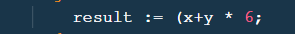 result := (x+y * 6;